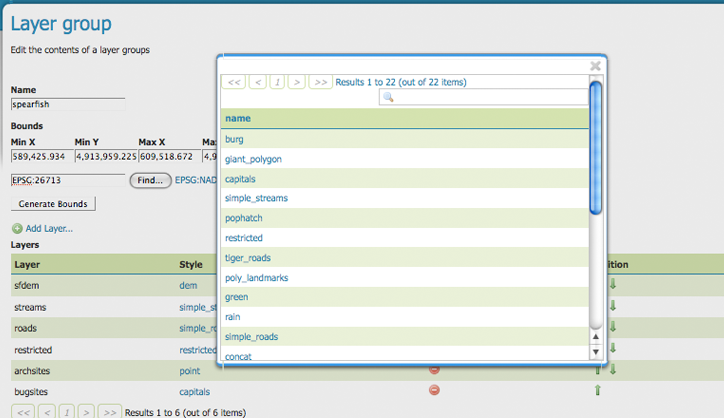 Layer group
Edit the contents of a layer groups
Name
spearfish
Bounds
Min X Min Y Max X
589,425.934 4,913,959.225 609,518.672 4,9
EPSG:26713 Find... EPSG:NAD
Generate Bounds
Add Layer...
Layers
Layer Style ition
sfdem dem
streams simple_st
roads simple_ro
restricted restricted
archsites point
bugsites capitals
<< < 1 > >> Results 1 to 6 (out of 6 items)
<< < 1 > >> Results 1 to 22 (out of 22 items)
name
burg
giant_polygon
capitals
simple_streams
pophatch
restricted
tiger_roads
poly_landmarks
green
rain
simple_roads
concat